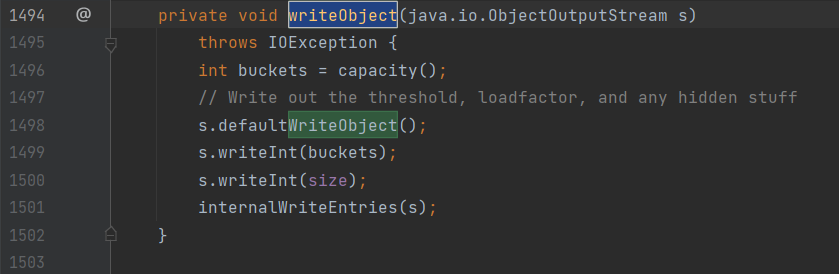 1494 @ private void writeObject(java.io.ObjectOutputStream s)
1495 throws IOException {
1496 int buckets = capacity();
1497 // Write out the threshold, loadfactor, and any hidden stuff
1498 s.defaultWriteObject();
1499 s.writeInt(buckets);
1500 s.writeInt(size);
1501 internalWriteEntries(s);
1502 }
1503